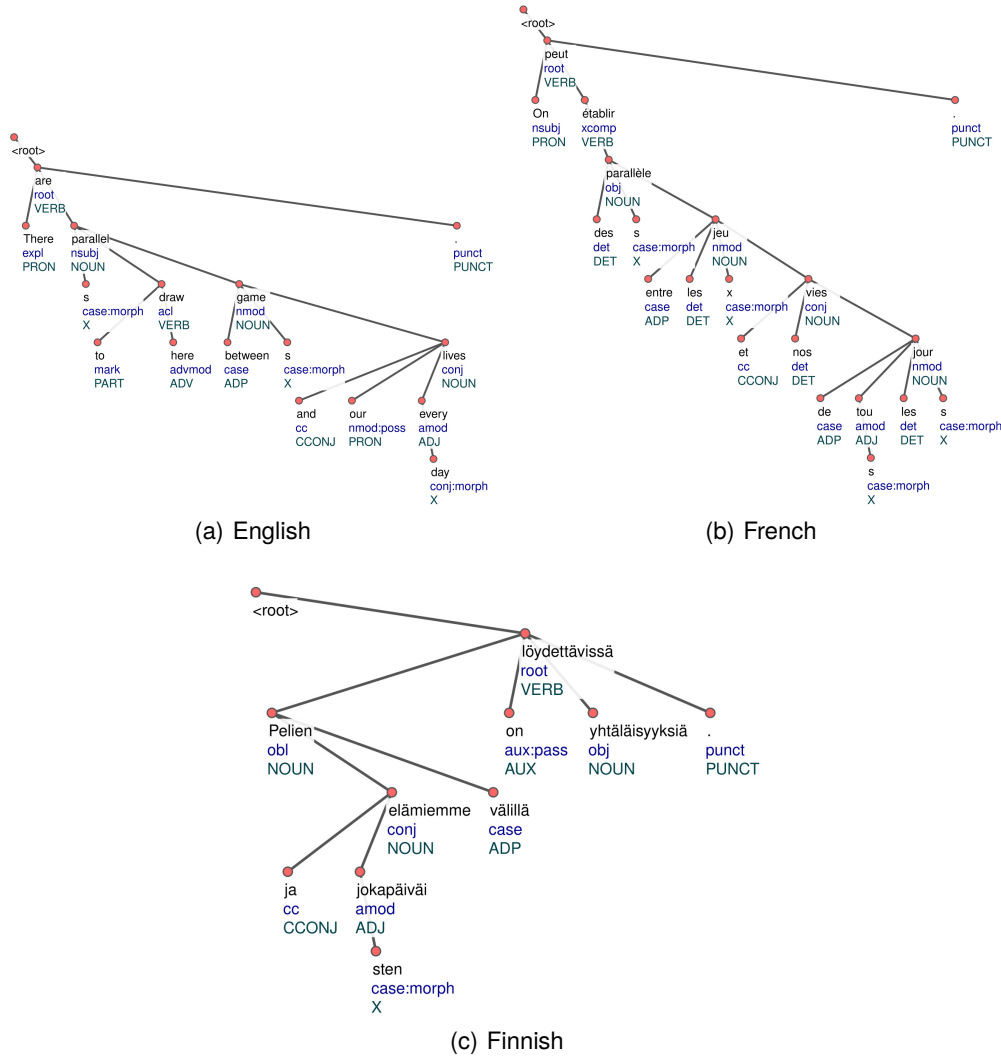 <root>
peut
root
VERB
On
nsubj
PRON
établir
xcomp
VERB
.
punct
PUNCT
parallèle
obj
NOUN
des
det
DET
s
case:morph
X
jeu
nmod
NOUN
entre
case
ADP
les
det
DET
x
case:morph
X
vies
conj
NOUN
et
cc
CCONJ
nos
det
DET
jour
nmod
NOUN
de
case
ADP
tou
amod
ADJ
les
det
DET
s
case:morph
X
s
case:morph
X
(b) French
<root>
are
root
VERB
There
expl
PRON
parallel
nsubj
NOUN
.
punct
PUNCT
s
case:morph
X
draw
acl
VERB
game
nmod
NOUN
to
mark
PART
here
advmod
ADV
between
case
ADP
s
case:morph
X
lives
conj
NOUN
and
cc
CCONJ
our
nmod:poss
PRON
every
amod
ADJ
day
conj:morph
X
(a) English
<root>
löydettävissä
root
VERB
Pelien
obl
NOUN
on
aux:pass
AUX
yhtäläisyyksiä
obj
NOUN
.
punct
PUNCT
elämiemme
conj
NOUN
välillä
case
ADP
ja
cc
CCONJ
jokapäiväi
amod
ADJ
sten
case:morph
X
(c) Finnish